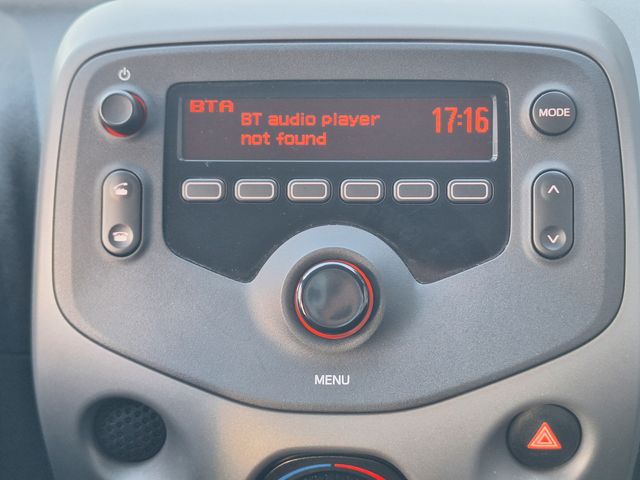 BTA
BT audio player
not found
17:16
MODE
MENU